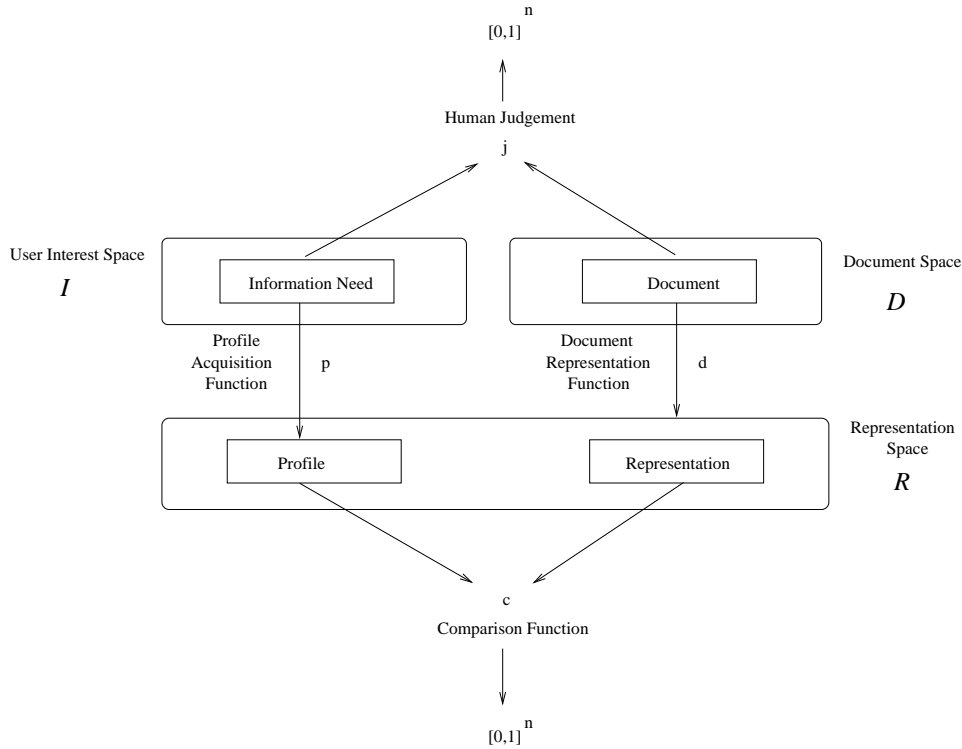 n
[0,1]
Human Judgement
j
User Interest Space
I
Information Need
Document
Document Space
D
Profile
Acquisition
Function
p
Document
Representation
Function
d
Profile
Representation
Representation
Space
R
c
Comparison Function
n
[0,1]